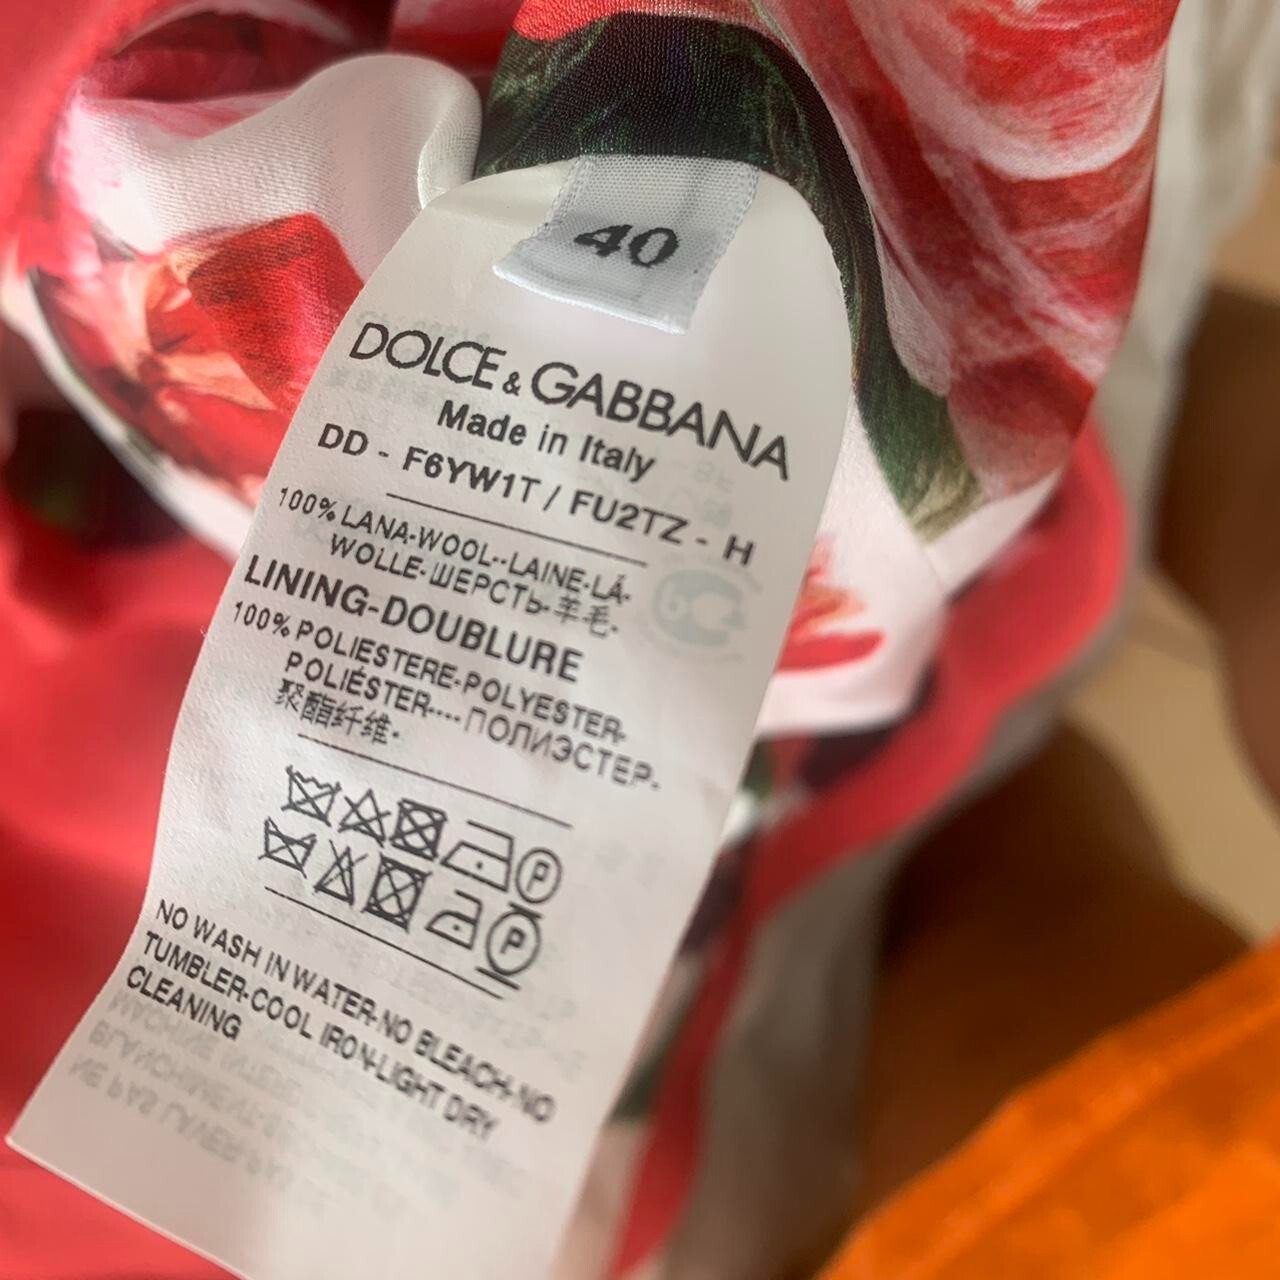 40
DOLCE & GABBANA
Made in Italy
DD - F6YW1T / FU2TZ - H
100% LANA-WOOL--LAINE-LÃ-
WOLLE-ШЕРСТЬ-羊毛-
LINING-DOUBLURE
100% POLIESTERE-POLYESTER-
POLIÉSTER----ПОЛИЭСТЕР-
聚酯纤维-
P
P
NO WASH IN WATER-NO BLEACH-NO
TUMBLER-COOL IRON-LIGHT DRY
CLEANING